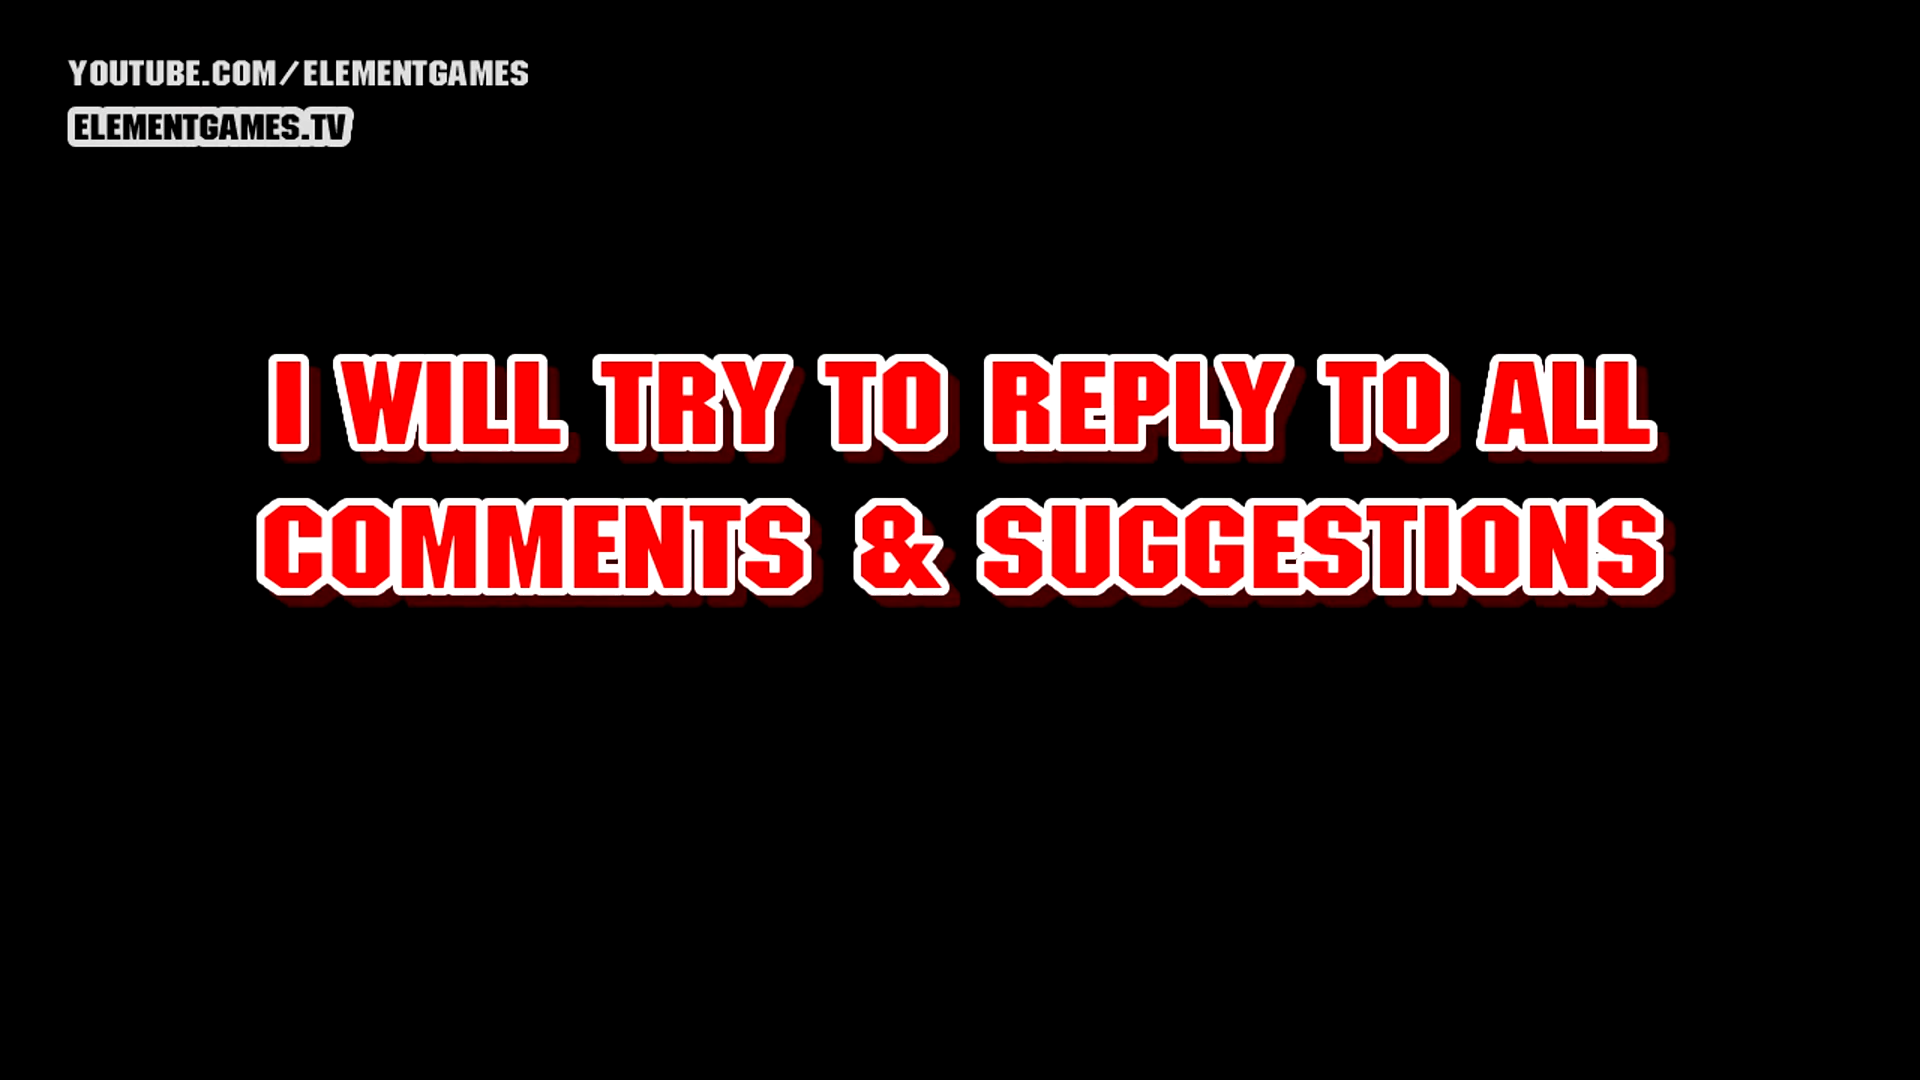 YOUTUBE.COM/ELEMENTGAMES
ELEMENTGAMES.TV
I WILL TRY TO REPLY TO ALL
COMMENTS & SUGGESTIONS